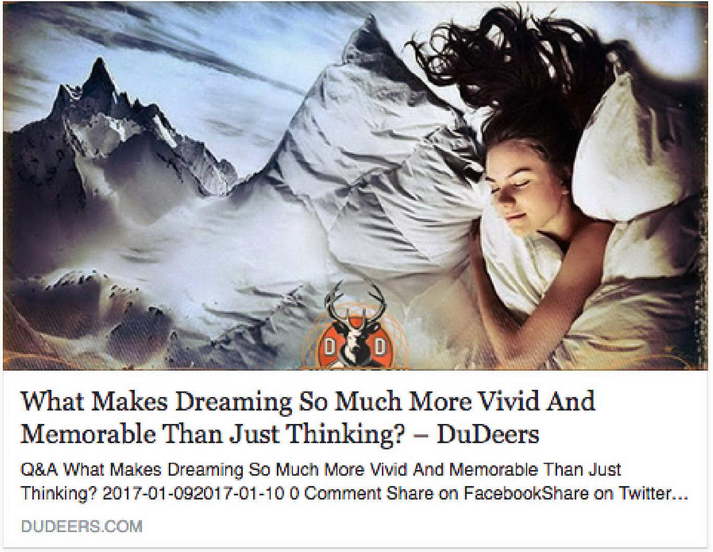 D D
What Makes Dreaming So Much More Vivid And
Memorable Than Just Thinking? – DuDeers
Q&A What Makes Dreaming So Much More Vivid And Memorable Than Just
Thinking? 2017-01-092017-01-10 0 Comment Share on FacebookShare on Twitter...
DUDEERS.COM